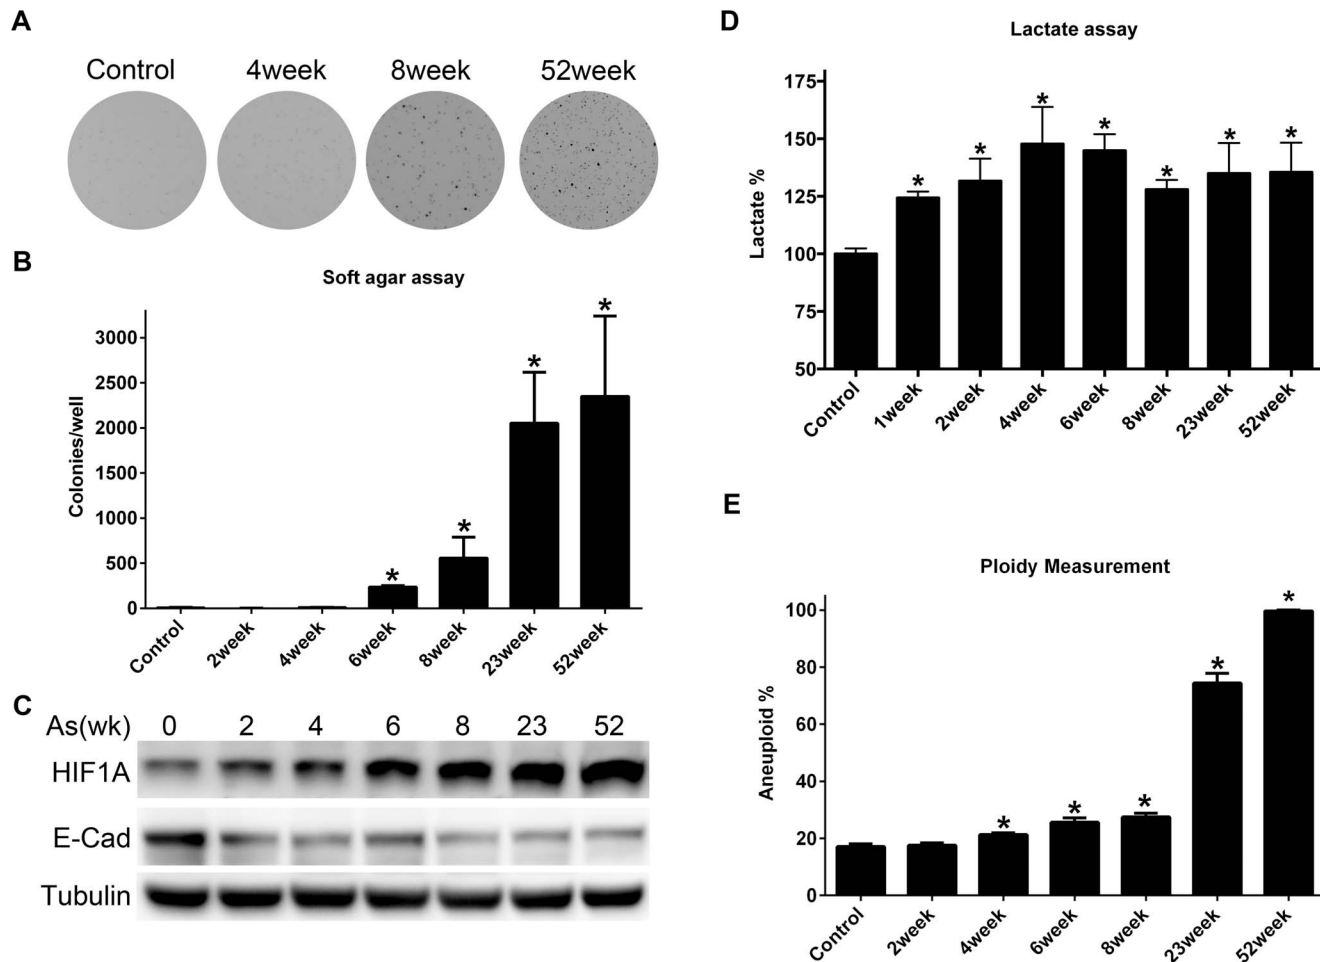 A
Control 4week 8week 52week
B
Soft agar assay
Colonies/well
3000
2500
2000
1500
1000
500
0
* * * *
Control 2week 4week 6week 8week 23week 52week
C
As(wk) 0 2 4 6 8 23 52
HIF1A
E-Cad
Tubulin
D
Lactate assay
Lactate %
175
150
125
100
75
50
* * * * * * *
Control 1week 2week 4week 6week 8week 23week 52week
E
Ploidy Measurement
Aneuploid %
100
80
60
40
20
0
* * * * *
Control 2week 4week 6week 8week 23week 52week